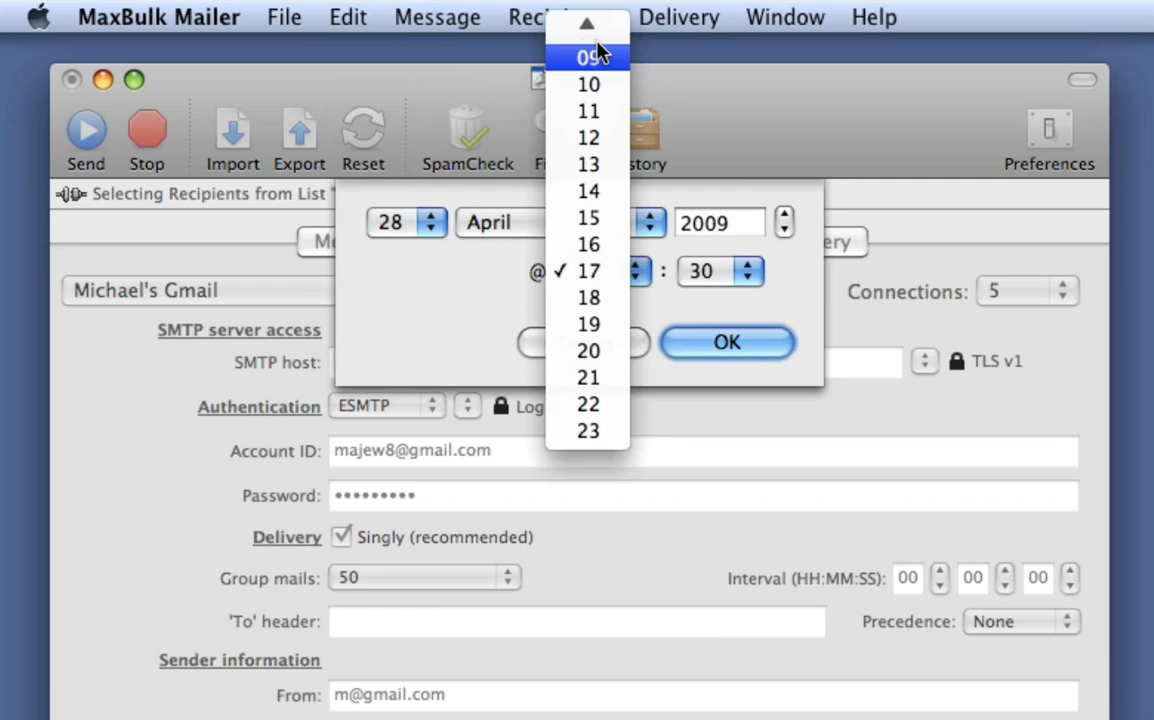 MaxBulk Mailer File Edit Message Delivery Window Help
09
10
11
12
13
14
15
16
✓ 17
18
19
20
21
22
23
Send Stop Import Export Reset SpamCheck Preferences
Selecting Recipients from List "
28 April 2009
@ : 30
OK
Michael's Gmail Connections: 5
SMTP server access
SMTP host: TLS v1
Authentication ESMTP Log
Account ID: majew8@gmail.com
Password: •••••••••
Delivery Singly (recommended)
Group mails: 50 Interval (HH:MM:SS): 00 00 00
'To' header: Precedence: None
Sender information
From: m@gmail.com